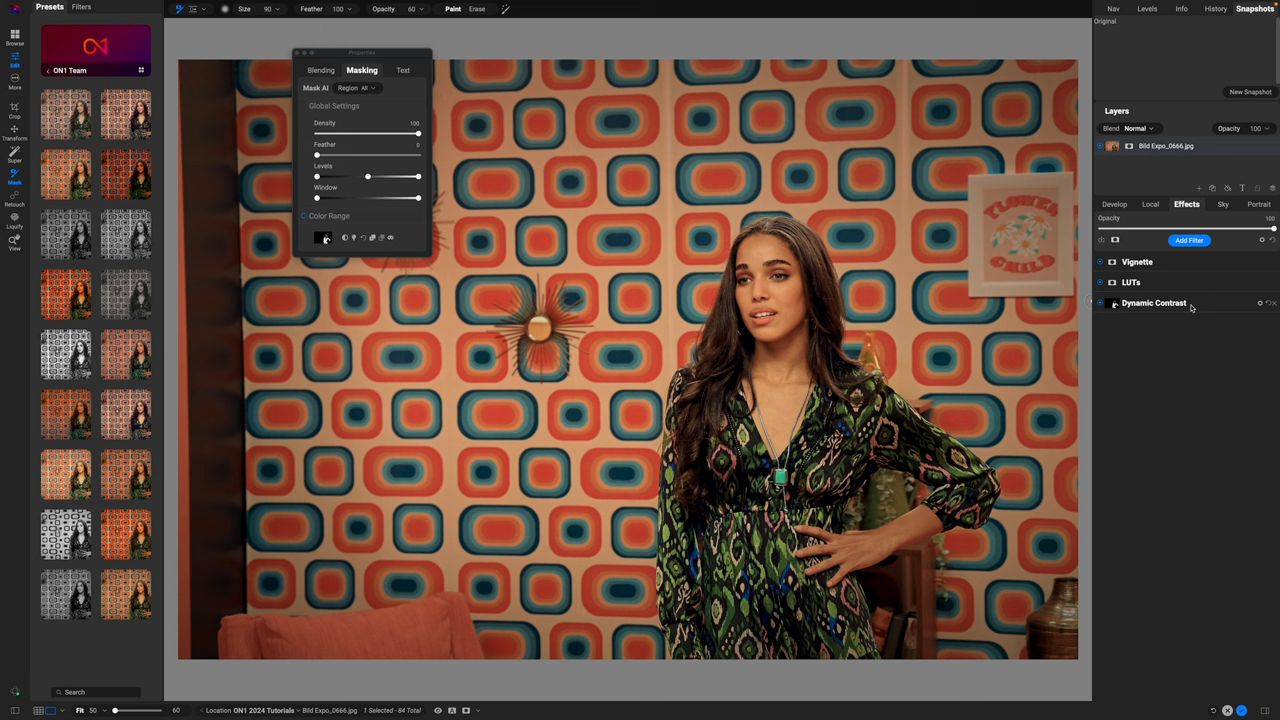 Presets Filters
Size 90 Feather 100 Opacity 60 Paint Erase
Nav Levels Info History Snapshots
Original
Browse
Edit
More
Crop
Transform
Super
Mask
Retouch
Liquify
View
ON1
ON1 Team
Properties
Blending Masking Text
Mask AI Region All
Global Settings
Density 100
Feather 0
Levels
Window
Color Range
FLOWER
CHILD
New Snapshot
Layers
Blend Normal Opacity 100
Bild Expo_0666.jpg
Develop Local Effects Sky Portrait
Opacity 100
Add Filter
Vignette
LUTs
Dynamic Contrast
Search
Fit 50 60 Location ON1 2024 Tutorials Bild Expo_0666.jpg 1 Selected - 84 Total